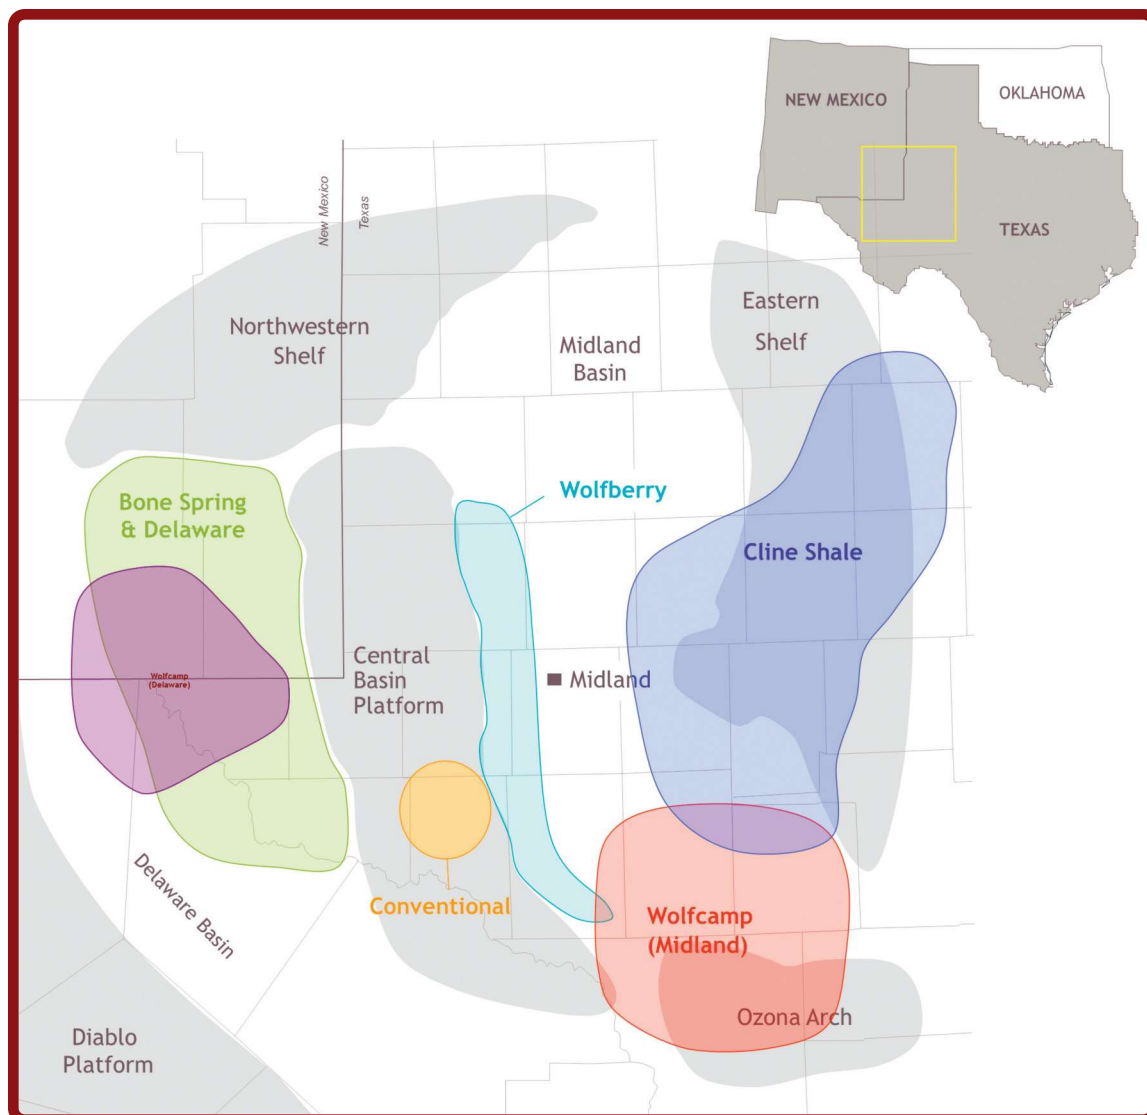 NEW MEXICO
OKLAHOMA
TEXAS
New Mexico
Texas
Northwestern
Shelf
Midland
Basin
Eastern
Shelf
Bone Spring
& Delaware
Wolfberry
Cline Shale
Wolfcamp
(Delaware)
Central
Basin
Platform
Midland
Delaware Basin
Conventional
Wolfcamp
(Midland)
Ozona Arch
Diablo
Platform